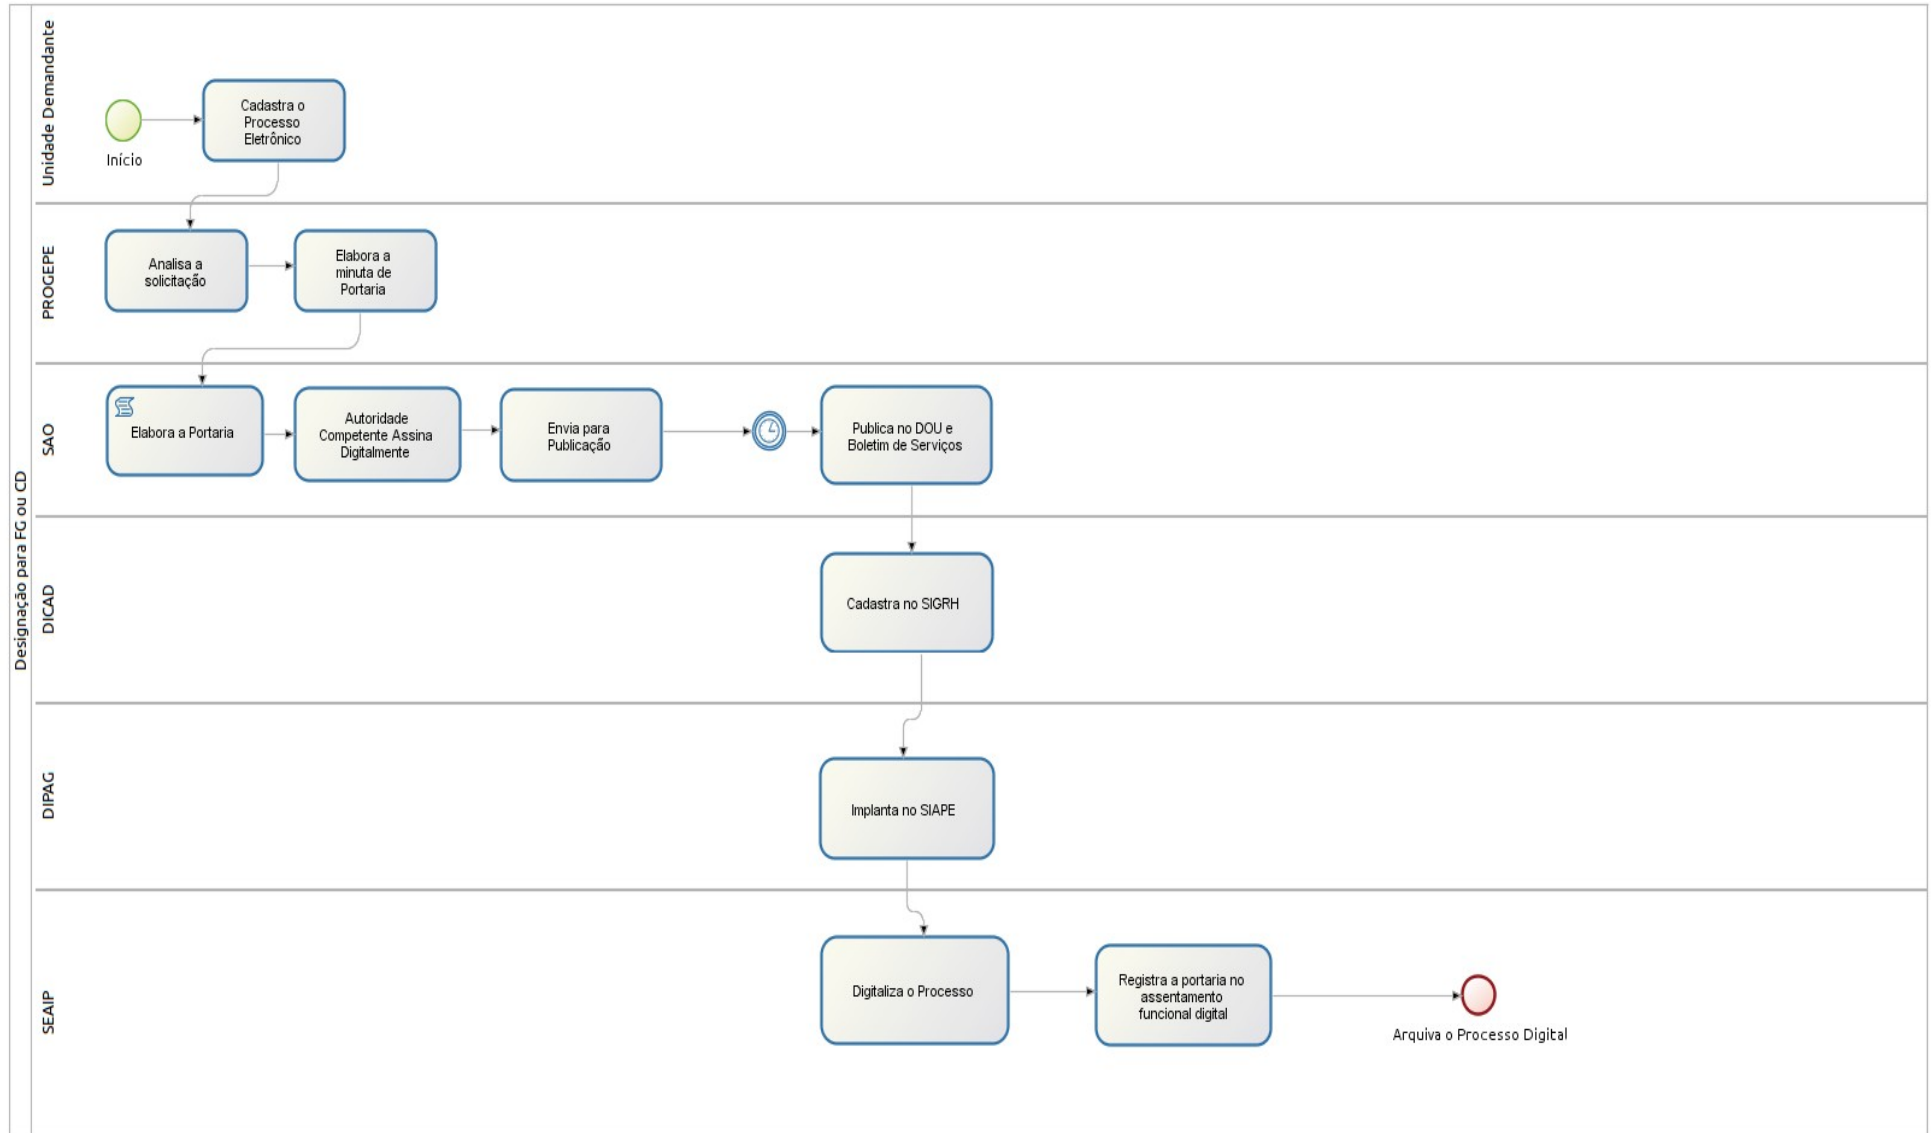 Designação para FG ou CD
Unidade Demandante
Início
Cadastra o
Processo
Eletrônico
PROGEPE
Analisa a
solicitação
Elabora a
minuta de
Portaria
SAO
Elabora a Portaria
Autoridade
Competente Assina
Digitalmente
Envia para
Publicação
Publica no DOU e
Boletim de Serviços
DICAD
Cadastra no SIGRH
DIPAG
Implanta no SIAPE
SEAIP
Digitaliza o Processo
Registra a portaria no
assentamento
funcional digital
Arquiva o Processo Digital